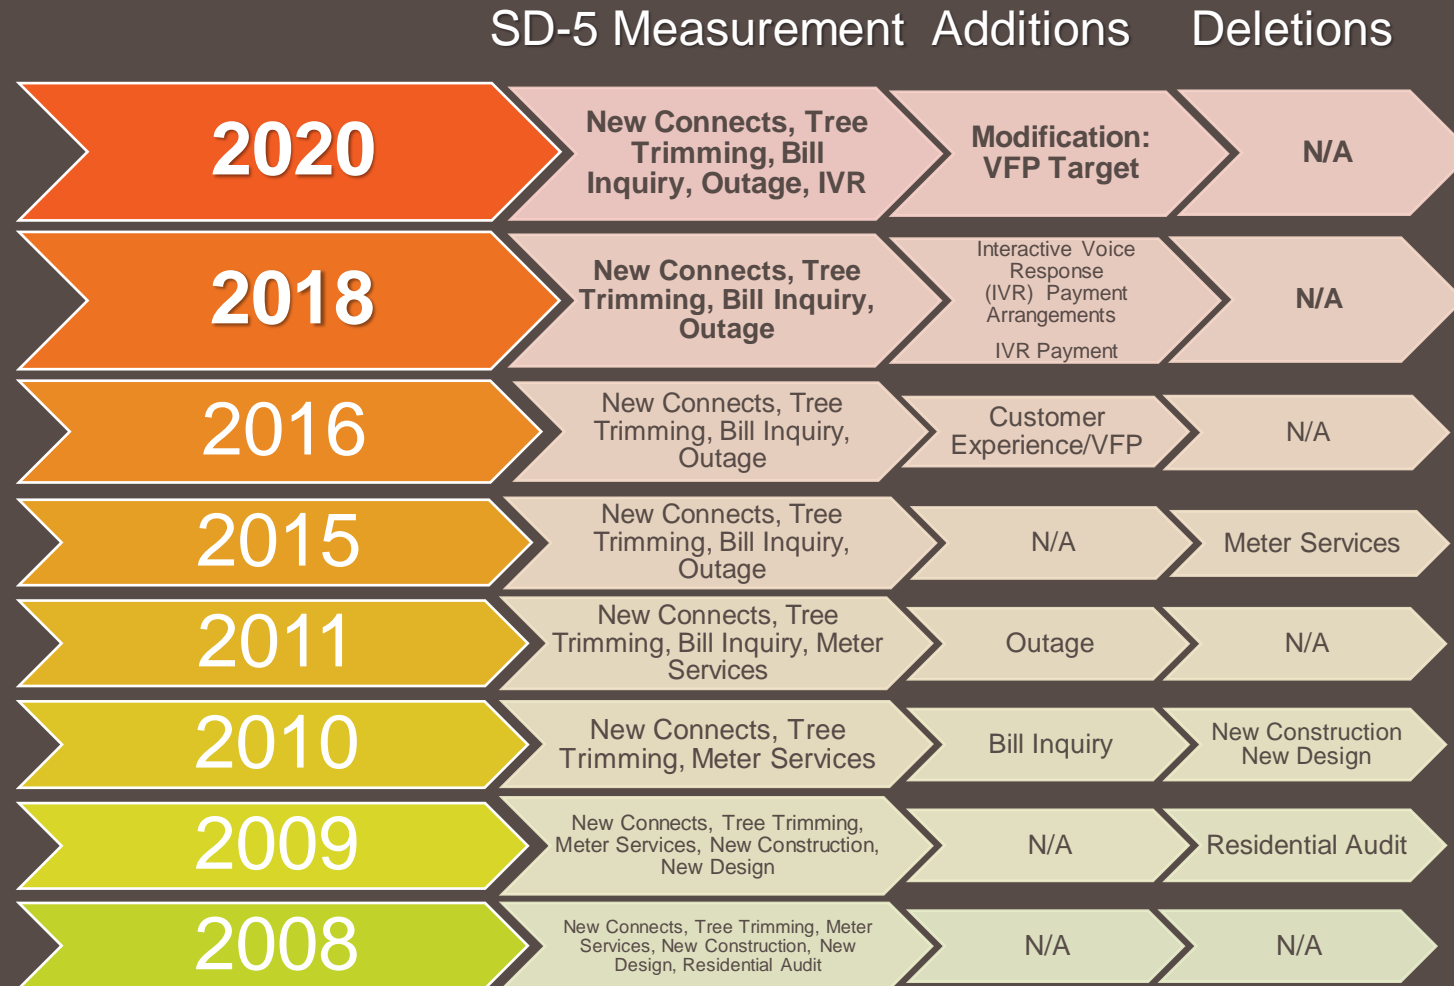 SD-5 Measurement Additions Deletions
2020
New Connects, Tree
Trimming, Bill
Inquiry, Outage, IVR
Modification:
VFP Target
N/A
2018
New Connects, Tree
Trimming, Bill Inquiry,
Outage
Interactive Voice
Response
(IVR) Payment
Arrangements
IVR Payment
N/A
2016
New Connects, Tree
Trimming, Bill Inquiry,
Outage
Customer
Experience/VFP
N/A
2015
New Connects, Tree
Trimming, Bill Inquiry,
Outage
N/A
Meter Services
2011
New Connects, Tree
Trimming, Bill Inquiry, Meter
Services
Outage
N/A
2010
New Connects, Tree
Trimming, Meter Services
Bill Inquiry
New Construction
New Design
2009
New Connects, Tree Trimming,
Meter Services, New Construction,
New Design
N/A
Residential Audit
2008
New Connects, Tree Trimming, Meter
Services, New Construction, New
Design, Residential Audit
N/A
N/A